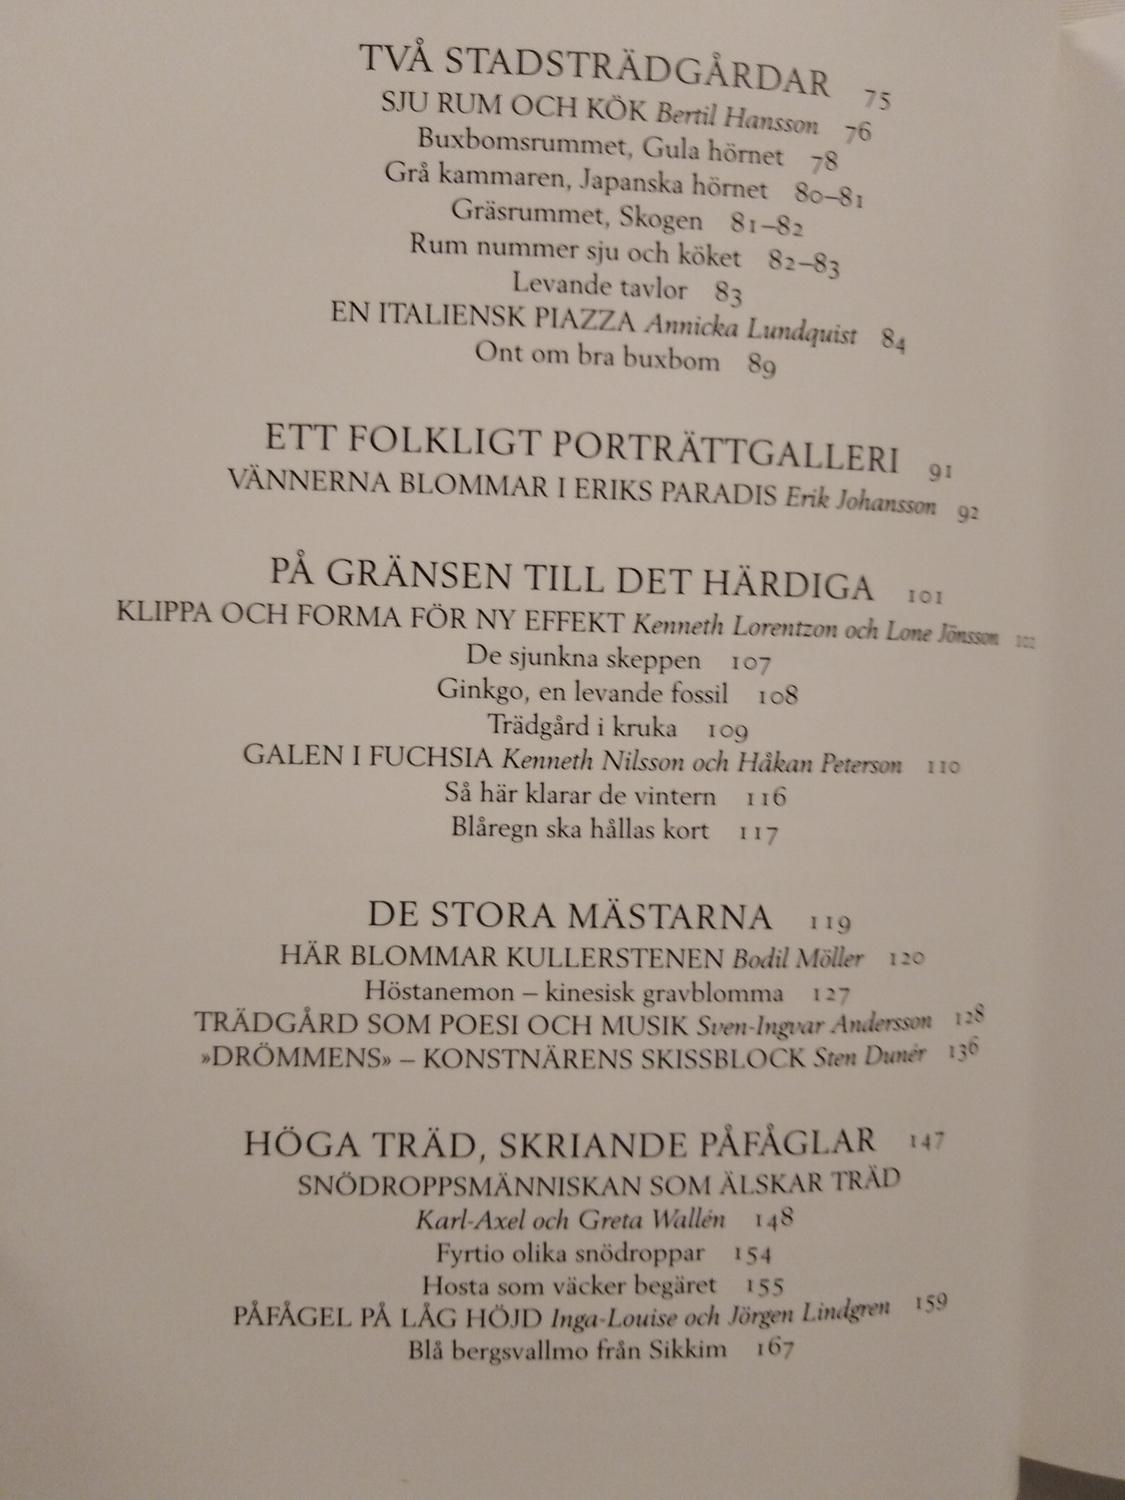 TVÅ STADSTRÄDGÅRDAR 75
SJU RUM OCH KÖK Bertil Hansson 76
Buxbomsrummet, Gula hörnet 78
Grå kammaren, Japanska hörnet 80–81
Gräsrummet, Skogen 81–82
Rum nummer sju och köket 82–83
Levande tavlor 83
EN ITALIENSK PIAZZA Annicka Lundquist 84
Ont om bra buxbom 89
ETT FOLKLIGT PORTRÄTTGALLERI 91
VÄNNERNA BLOMMAR I ERIKS PARADIS Erik Johansson 92
PÅ GRÄNSEN TILL DET HÄRDIGA 101
KLIPPA OCH FORMA FÖR NY EFFEKT Kenneth Lorentzon och Lone Jönsson 102
De sjunkna skeppen 107
Ginkgo, en levande fossil 108
Trädgård i kruka 109
GALEN I FUCHSIA Kenneth Nilsson och Håkan Peterson 110
Så här klarar de vintern 116
Blåregn ska hållas kort 117
DE STORA MÄSTARNA 119
HÄR BLOMMAR KULLERSTENEN Bodil Möller 120
Höstanemon – kinesisk gravblomma 127
TRÄDGÅRD SOM POESI OCH MUSIK Sven-Ingvar Andersson 128
»DRÖMMENS» – KONSTNÄRENS SKISSBLOCK Sten Dunér 136
HÖGA TRÄD, SKRIANDE PÅFÅGLAR 147
SNÖDROPPSMÄNNISKAN SOM ÄLSKAR TRÄD
Karl-Axel och Greta Wallén 148
Fyrtio olika snödroppar 154
Hosta som väcker begäret 155
PÅFÅGEL PÅ LÅG HÖJD Inga-Louise och Jörgen Lindgren 159
Blå bergsvallmo från Sikkim 167